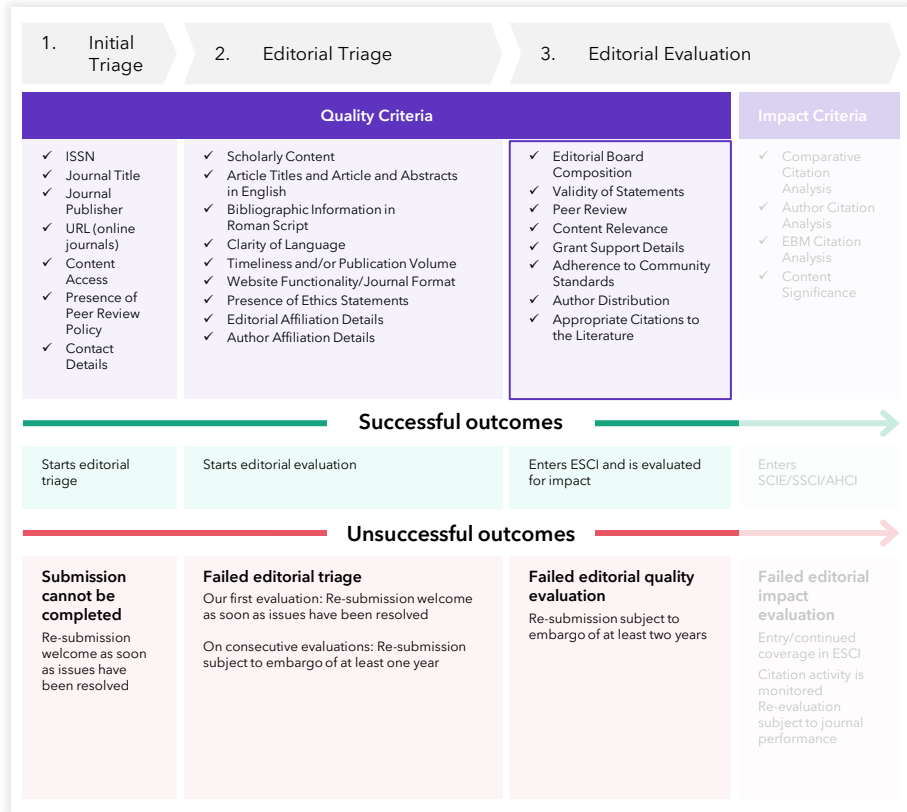 1. Initial
Triage
2. Editorial Triage
3. Editorial Evaluation
Quality Criteria
Impact Criteria
✓ ISSN
✓ Journal Title
✓ Journal
Publisher
✓ URL (online
journals)
✓ Content
Access
✓ Presence of
Peer Review
Policy
✓ Contact
Details
✓ Scholarly Content
✓ Article Titles and Article and Abstracts
in English
✓ Bibliographic Information in
Roman Script
✓ Clarity of Language
✓ Timeliness and/or Publication Volume
✓ Website Functionality/Journal Format
✓ Presence of Ethics Statements
✓ Editorial Affiliation Details
✓ Author Affiliation Details
✓ Editorial Board
Composition
✓ Validity of Statements
✓ Peer Review
✓ Content Relevance
✓ Grant Support Details
✓ Adherence to Community
Standards
✓ Author Distribution
✓ Appropriate Citations to
the Literature
✓ Comparative
Citation
Analysis
✓ Author Citation
Analysis
✓ EBM Citation
Analysis
✓ Content
Significance
Successful outcomes
Starts editorial
triage
Starts editorial evaluation
Enters ESCI and is evaluated
for impact
Enters
SCIE/SSCI/AHCI
Unsuccessful outcomes
Submission
cannot be
completed
Re-submission
welcome as soon
as issues have
been resolved
Failed editorial triage
Our first evaluation: Re-submission welcome
as soon as issues have been resolved
On consecutive evaluations: Re-submission
subject to embargo of at least one year
Failed editorial quality
evaluation
Re-submission subject to
embargo of at least two years
Failed editorial
impact
evaluation
Entry/continued
coverage in ESCI
Citation activity is
monitored
Re-evaluation
subject to journal
performance